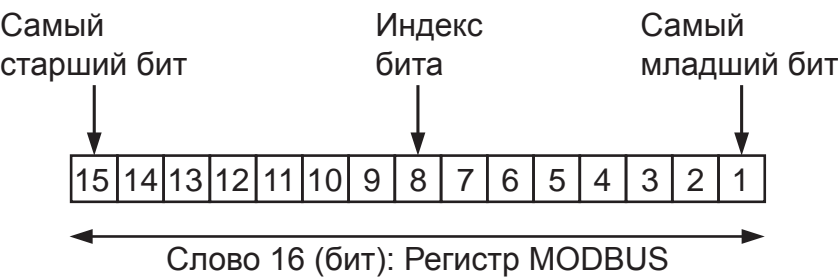 Самый
старший бит
Индекс
бита
Самый
младший бит
15 14 13 12 11 10 9 8 7 6 5 4 3 2 1
Слово 16 (бит): Регистр MODBUS